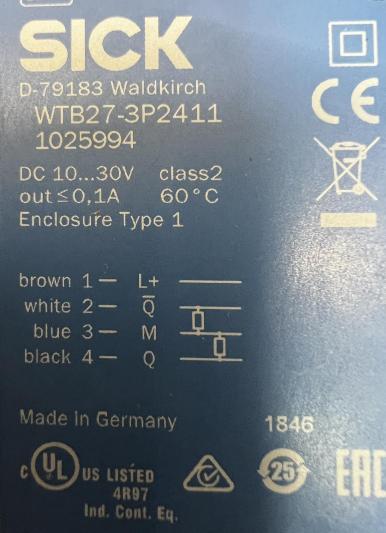 SICK
D-79183 Waldkirch
WTB27-3P2411
1025994
DC 10...30V class2
out≤0,1A 60°C
Enclosure Type 1
CE
brown 1 — L+
white 2 — Q̅
blue 3 — M
black 4 — Q
Made in Germany 1846
C UL US LISTED
4R97
Ind. Cont. Eq.
25
EAC